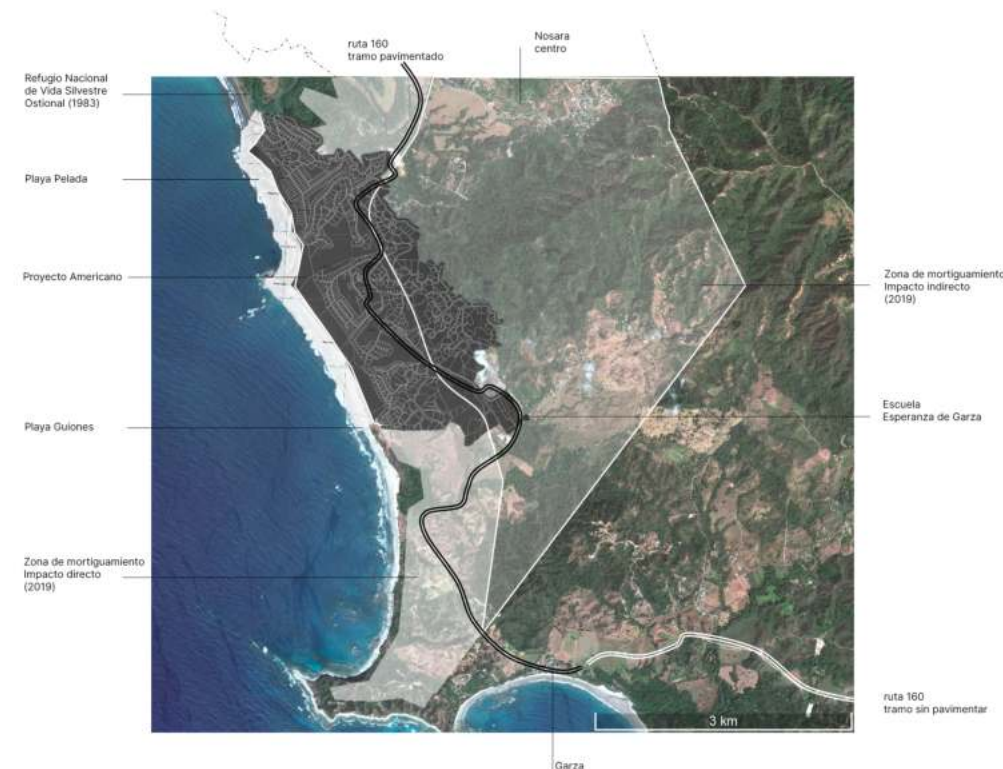 ruta 160
tramo pavimentado
Nosara
centro
Refugio Nacional
de Vida Silvestre
Ostional (1983)
Playa Pelada
Proyecto Americano
Zona de mortiguamiento
Impacto indirecto
(2019)
Escuela
Esperanza de Garza
Playa Guiones
Zona de mortiguamiento
Impacto directo
(2019)
ruta 160
tramo sin pavimentar
3 km
Garza